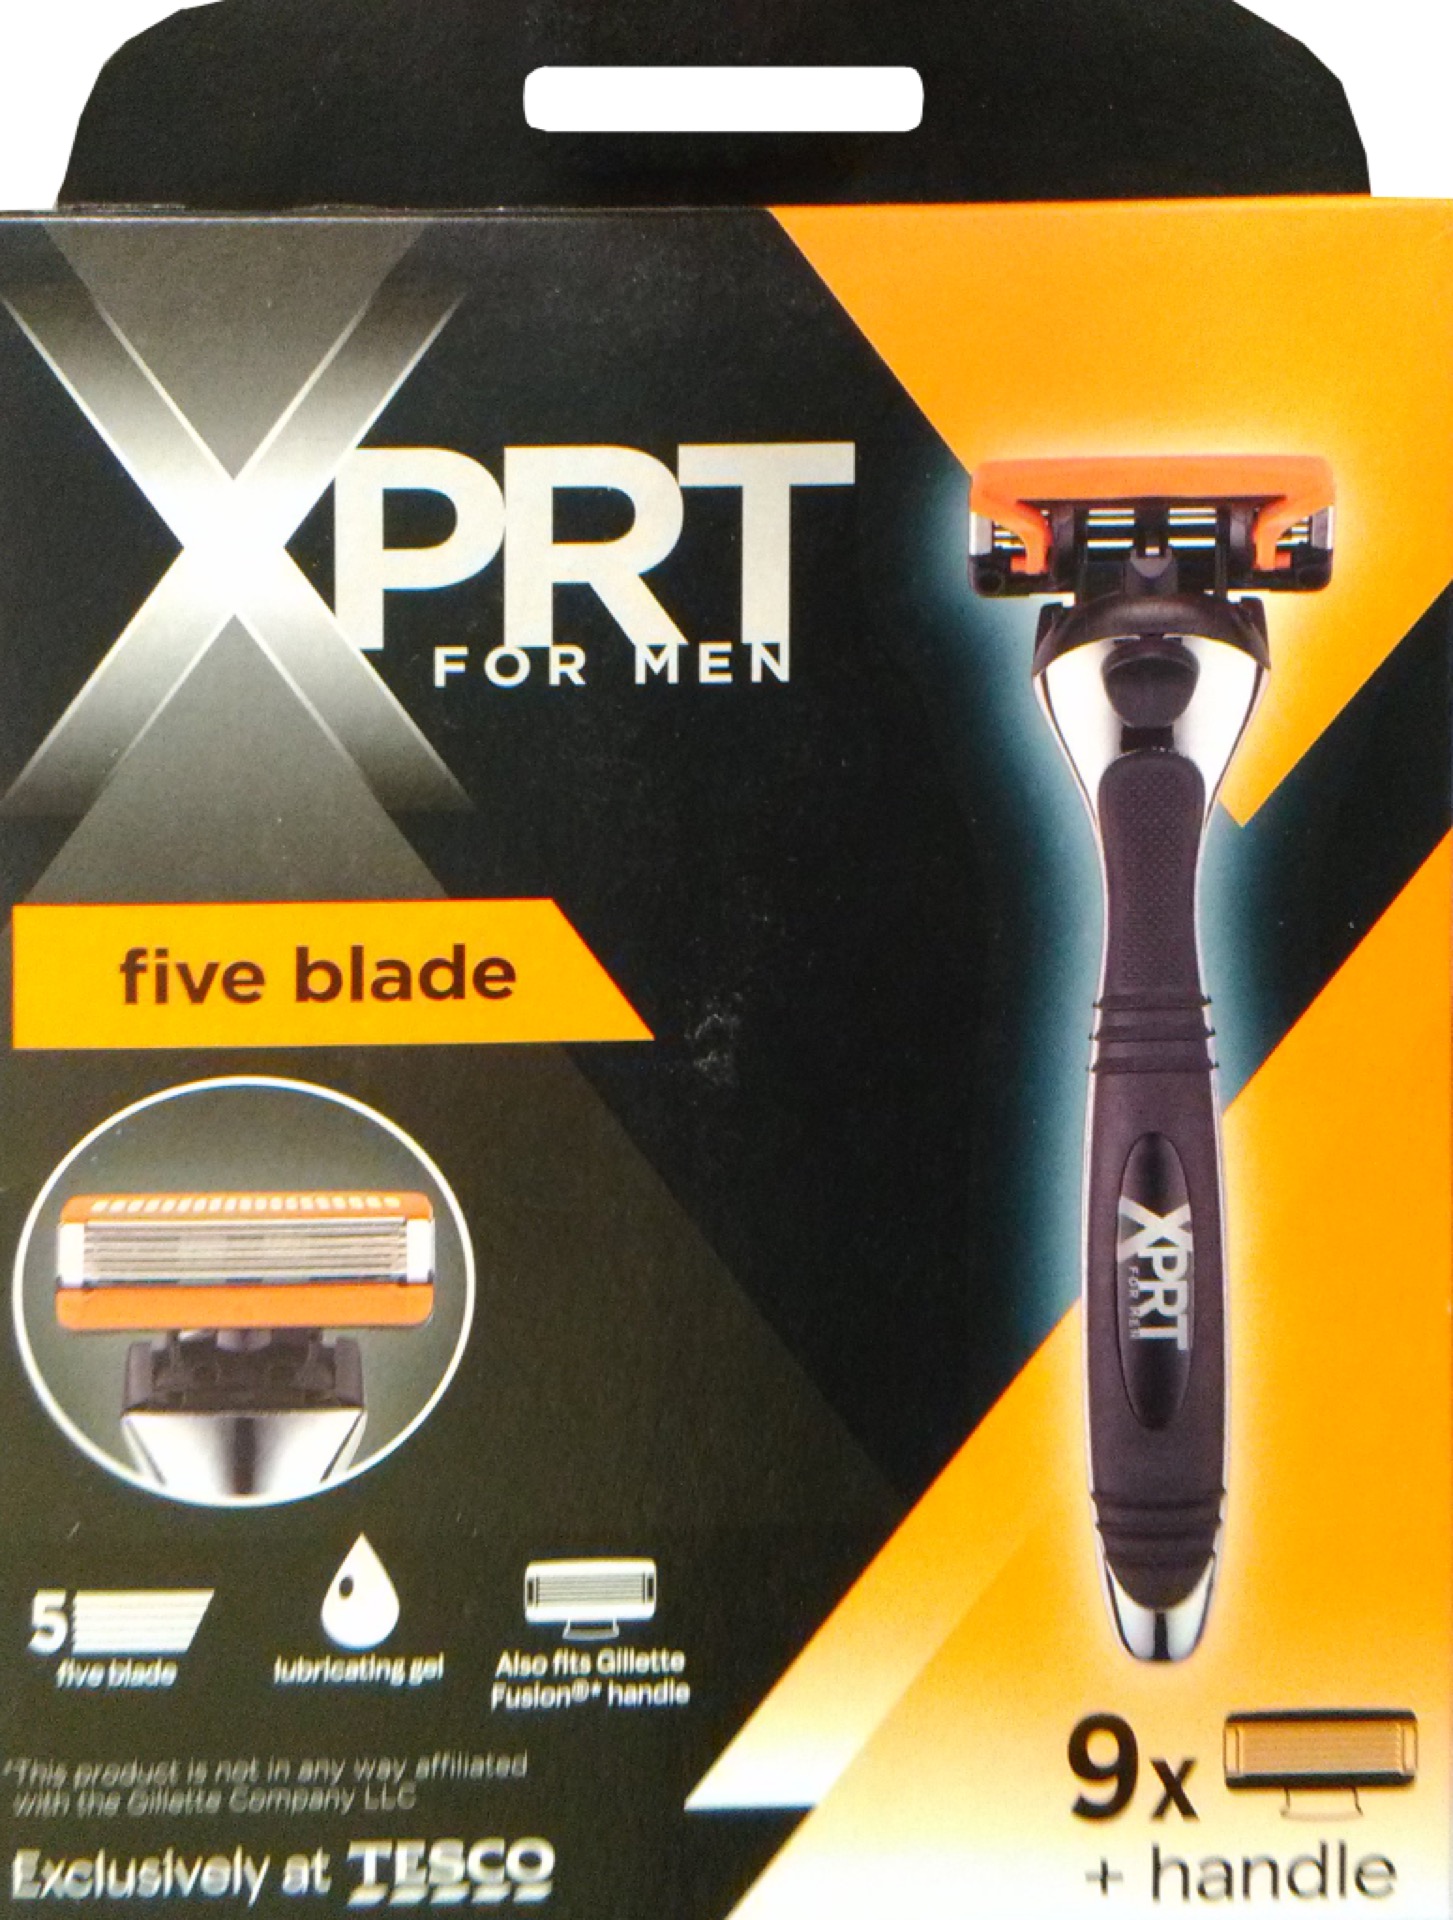 XPRT
FOR MEN
five blade
XPRT
FOR MEN
5
five blade
lubricating gel
Also fits Gillette
Fusion®* handle
*This product is not in any way affiliated
with the Gillette Company LLC
Exclusively at TESCO
9x
+ handle